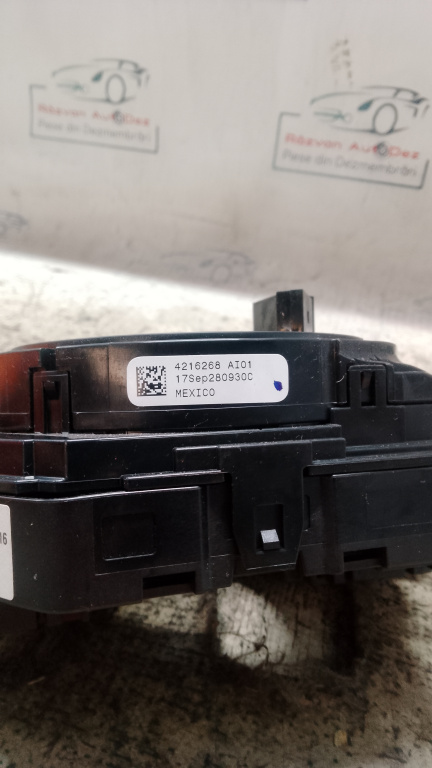 Răzvan AutoDez
Piese din Dezmembrări
Răzvan AutoDez
Piese din Dezmembrări
4216268 AI01
17Sep280930C
MEXICO